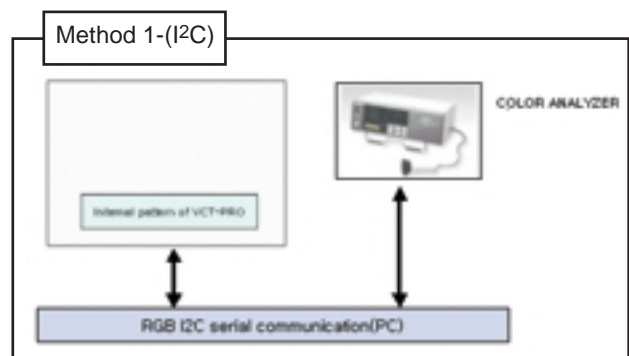 Method 1-(I²C)
COLOR ANALYZER
Internal pattern of VCT-PRO
RGB I2C serial communication(PC)